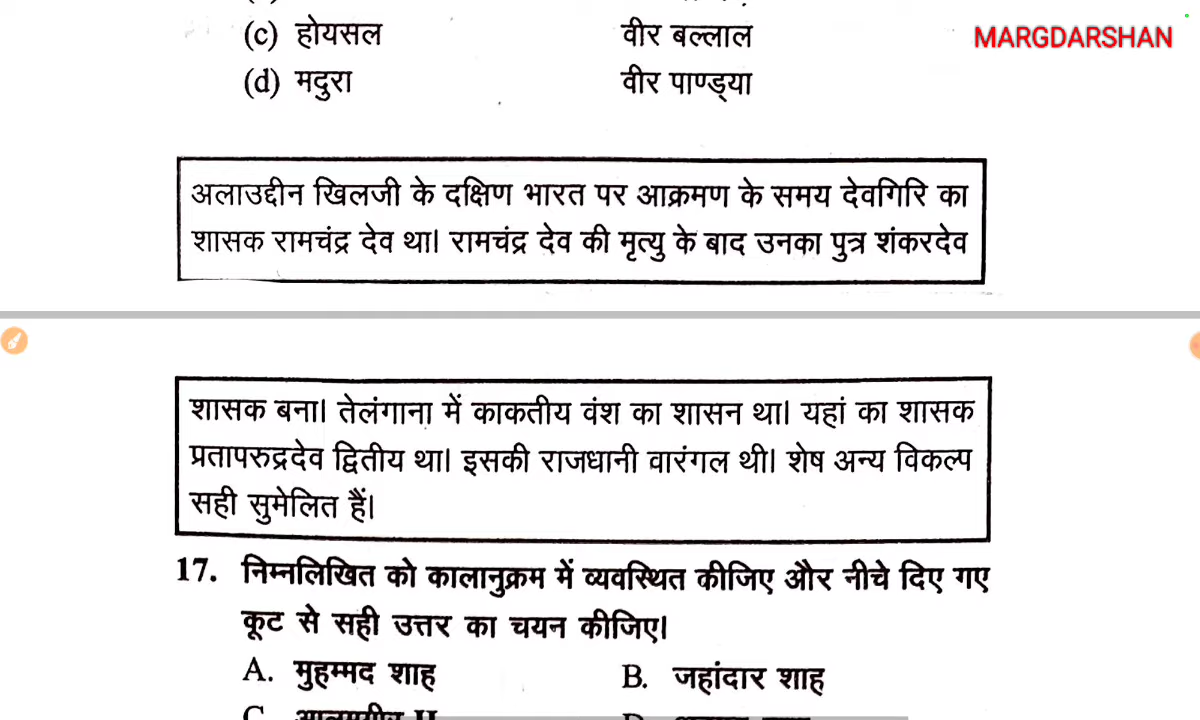 (c) होयसल वीर बल्लाल
MARGDARSHAN
(d) मदुरा वीर पाण्ड्या
अलाउद्दीन खिलजी के दक्षिण भारत पर आक्रमण के समय देवगिरि का
शासक रामचंद्र देव था। रामचंद्र देव की मृत्यु के बाद उनका पुत्र शंकरदेव
शासक बना। तेलंगाना में काकतीय वंश का शासन था। यहां का शासक
प्रतापरुद्रदेव द्वितीय था। इसकी राजधानी वारंगल थी। शेष अन्य विकल्प
सही सुमेलित हैं।
17. निम्नलिखित को कालानुक्रम में व्यवस्थित कीजिए और नीचे दिए गए
कूट से सही उत्तर का चयन कीजिए।
A. मुहम्मद शाह B. जहांदार शाह